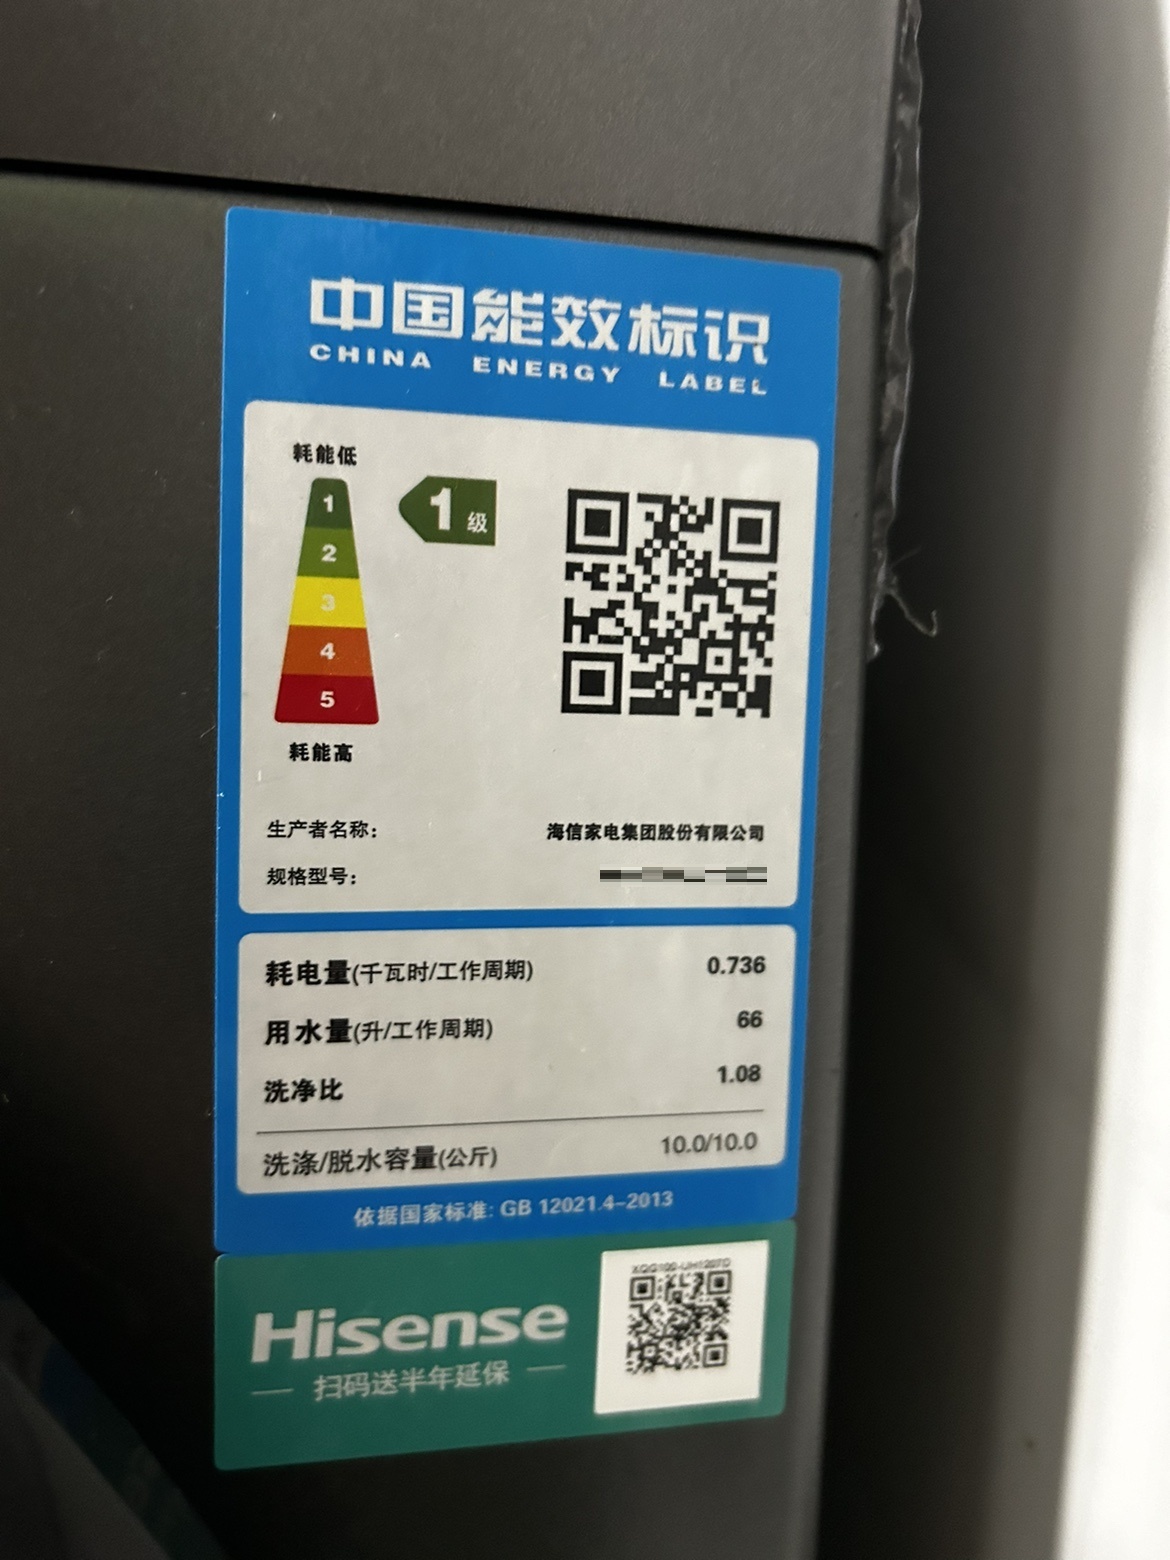 中国能效标识
CHINA ENERGY LABEL
耗能低
1
1级
2
3
4
5
耗能高
生产者名称: 海信家电集团股份有限公司
规格型号:
耗电量(千瓦时/工作周期) 0.736
用水量(升/工作周期) 66
洗净比 1.08
洗涤/脱水容量(公斤) 10.0/10.0
依据国家标准: GB 12021.4-2013
Hisense
扫码送半年延保